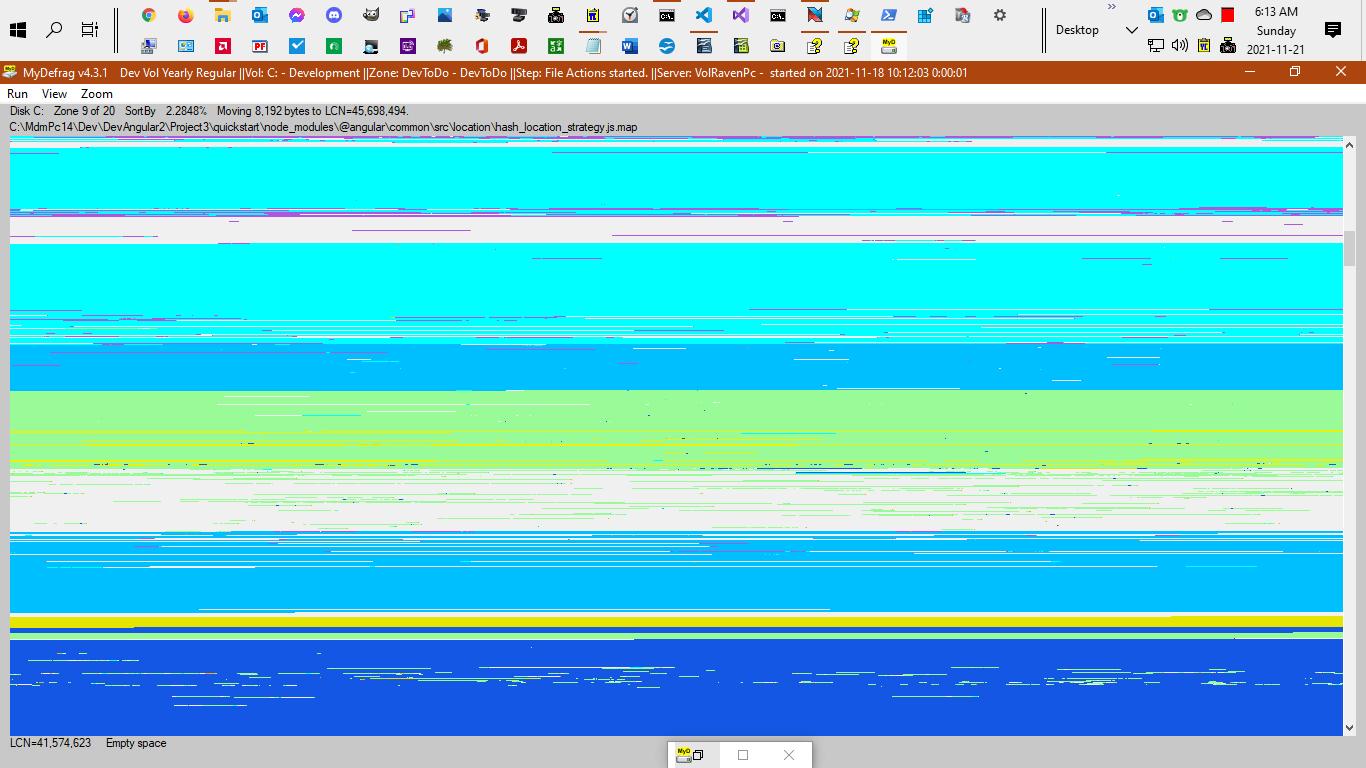 6:13 AM
Desktop
Sunday
2021-11-21
MyDefrag v4.3.1 Dev Vol Yearly Regular ||Vol: C: - Development ||Zone: DevToDo - DevToDo ||Step: File Actions started. ||Server: VolRavenPc - started on 2021-11-18 10:12:03 0:00:01
Run View Zoom
Disk C: Zone 9 of 20 SortBy 2.2848% Moving 8,192 bytes to LCN=45,698,494.
C:\MdmPc14\Dev\DevAngular2\Project3\quickstart\node_modules\@angular\common\src\location\hash_location_strategy.js.map
LCN=41,574,623 Empty space
MyD